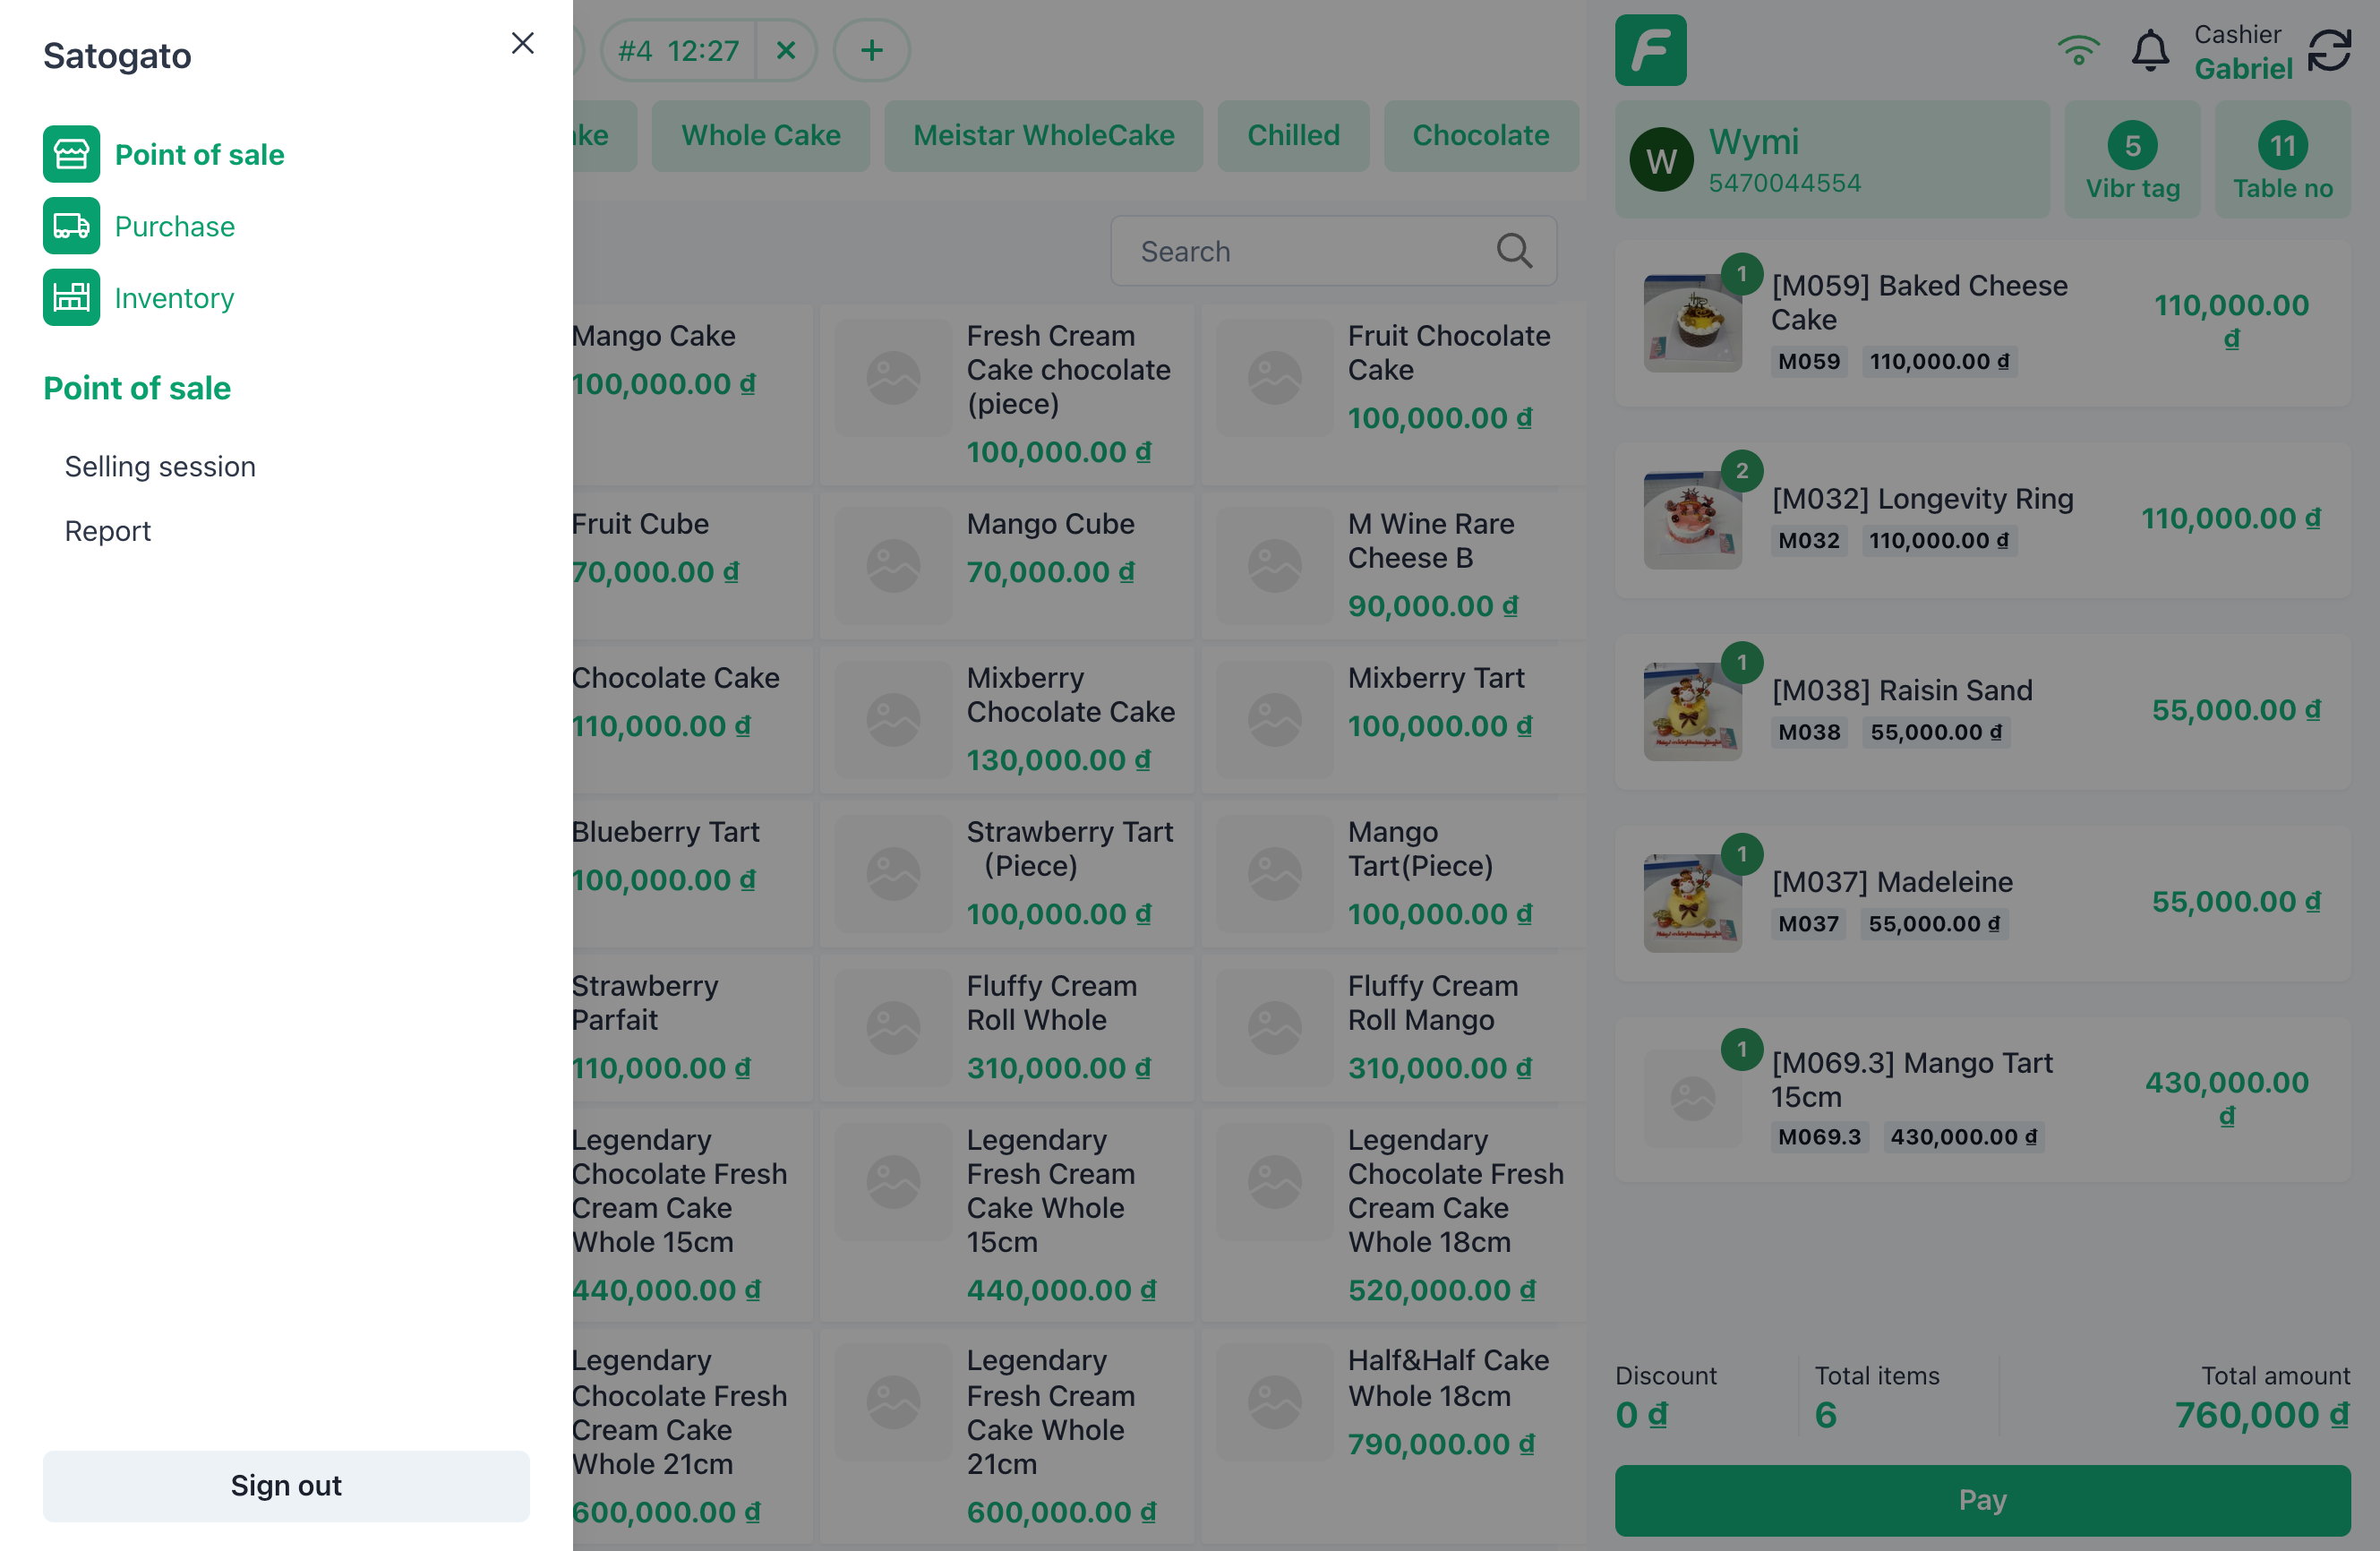 Satogato
Point of sale
Purchase
Inventory
Point of sale
Selling session
Report
Sign out
#4 12:27
Whole Cake
Meistar WholeCake
Chilled
Chocolate
Search
Mango Cake
100,000.00 ₫
Fresh Cream
Cake chocolate
(piece)
100,000.00 ₫
Fruit Chocolate
Cake
100,000.00 ₫
Fruit Cube
70,000.00 ₫
Mango Cube
70,000.00 ₫
M Wine Rare
Cheese B
90,000.00 ₫
Chocolate Cake
110,000.00 ₫
Mixberry
Chocolate Cake
130,000.00 ₫
Mixberry Tart
100,000.00 ₫
Blueberry Tart
100,000.00 ₫
Strawberry Tart
(Piece)
100,000.00 ₫
Mango
Tart(Piece)
100,000.00 ₫
Strawberry
Parfait
110,000.00 ₫
Fluffy Cream
Roll Whole
310,000.00 ₫
Fluffy Cream
Roll Mango
310,000.00 ₫
Legendary
Chocolate Fresh
Cream Cake
Whole 15cm
440,000.00 ₫
Legendary
Fresh Cream
Cake Whole
15cm
440,000.00 ₫
Legendary
Chocolate Fresh
Cream Cake
Whole 18cm
520,000.00 ₫
Legendary
Chocolate Fresh
Cream Cake
Whole 21cm
600,000.00 ₫
Legendary
Fresh Cream
Cake Whole
21cm
600,000.00 ₫
Half&Half Cake
Whole 18cm
790,000.00 ₫
F
Cashier
Gabriel
W
Wymi
5470044554
5
Vibr tag
11
Table no
1
[M059] Baked Cheese
Cake
M059 110,000.00 ₫
110,000.00
₫
2
[M032] Longevity Ring
M032 110,000.00 ₫
110,000.00 ₫
1
[M038] Raisin Sand
M038 55,000.00 ₫
55,000.00 ₫
1
[M037] Madeleine
M037 55,000.00 ₫
55,000.00 ₫
1
[M069.3] Mango Tart
15cm
M069.3 430,000.00 ₫
430,000.00
₫
Discount
0 ₫
Total items
6
Total amount
760,000 ₫
Pay